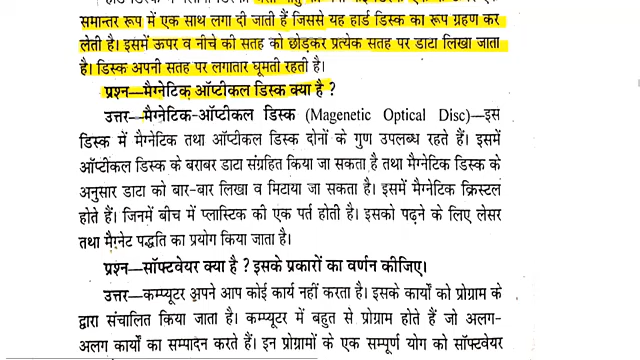 समान्तर रूप में एक साथ लगा दी जाती हैं जिससे यह हार्ड डिस्क का रूप ग्रहण कर
लेती है। इसमें ऊपर व नीचे की सतह को छोड़कर प्रत्येक सतह पर डाटा लिखा जाता
है। डिस्क अपनी सतह पर लगातार घूमती रहती है।
प्रश्न—मैग्नेटिक ऑप्टीकल डिस्क क्या है ?
उत्तर—मैग्नेटिक-ऑप्टीकल डिस्क (Magenetic Optical Disc)—इस
डिस्क में मैग्नेटिक तथा ऑप्टीकल डिस्क दोनों के गुण उपलब्ध रहते हैं। इसमें
ऑप्टीकल डिस्क के बराबर डाटा संग्रहित किया जा सकता है तथा मैग्नेटिक डिस्क के
अनुसार डाटा को बार-बार लिखा व मिटाया जा सकता है। इसमें मैग्नेटिक क्रिस्टल
होते हैं। जिनमें बीच में प्लास्टिक की एक पर्त होती है। इसको पढ़ने के लिए लेसर
तथा मैग्नेट पद्धति का प्रयोग किया जाता है।
प्रश्न—सॉफ्टवेयर क्या है ? इसके प्रकारों का वर्णन कीजिए।
उत्तर—कम्प्यूटर अपने आप कोई कार्य नहीं करता है। इसके कार्यों को प्रोग्राम के
द्वारा संचालित किया जाता है। कम्प्यूटर में बहुत से प्रोग्राम होते हैं जो अलग-
अलग कार्यों का सम्पादन करते हैं। इन प्रोग्रामों के एक सम्पूर्ण योग को सॉफ्टवेयर